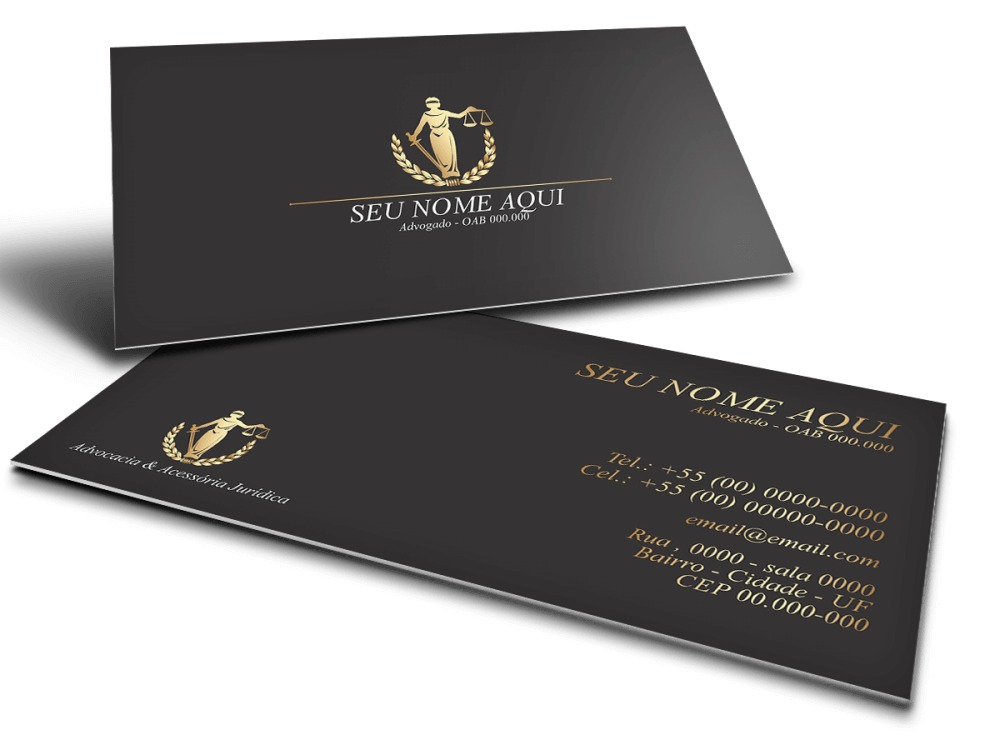 SEU NOME AQUI
Advogado - OAB 000.000
SEU NOME AQUI
Advogado - OAB 000.000
Advocacia & Acessória Jurídica
Tel.: +55 (00) 0000-0000
Cel.: +55 (00) 00000-0000
email@email.com
Rua , 0000 - sala 0000
Bairro - Cidade - UF
CEP 00.000-000